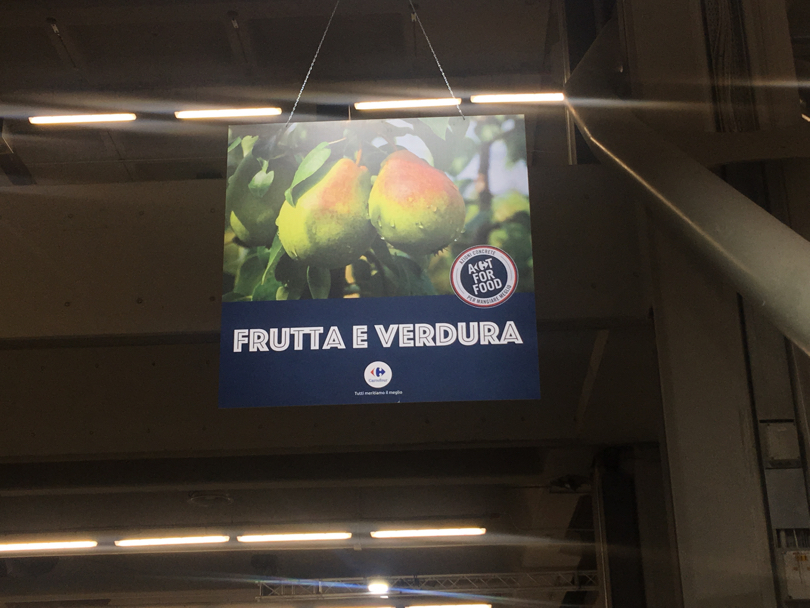 AZIONI CONCRETE
ACT
FOR
FOOD
PER MANGIARE MEGLIO
FRUTTA E VERDURA
Carrefour
Tutti meritiamo il meglio